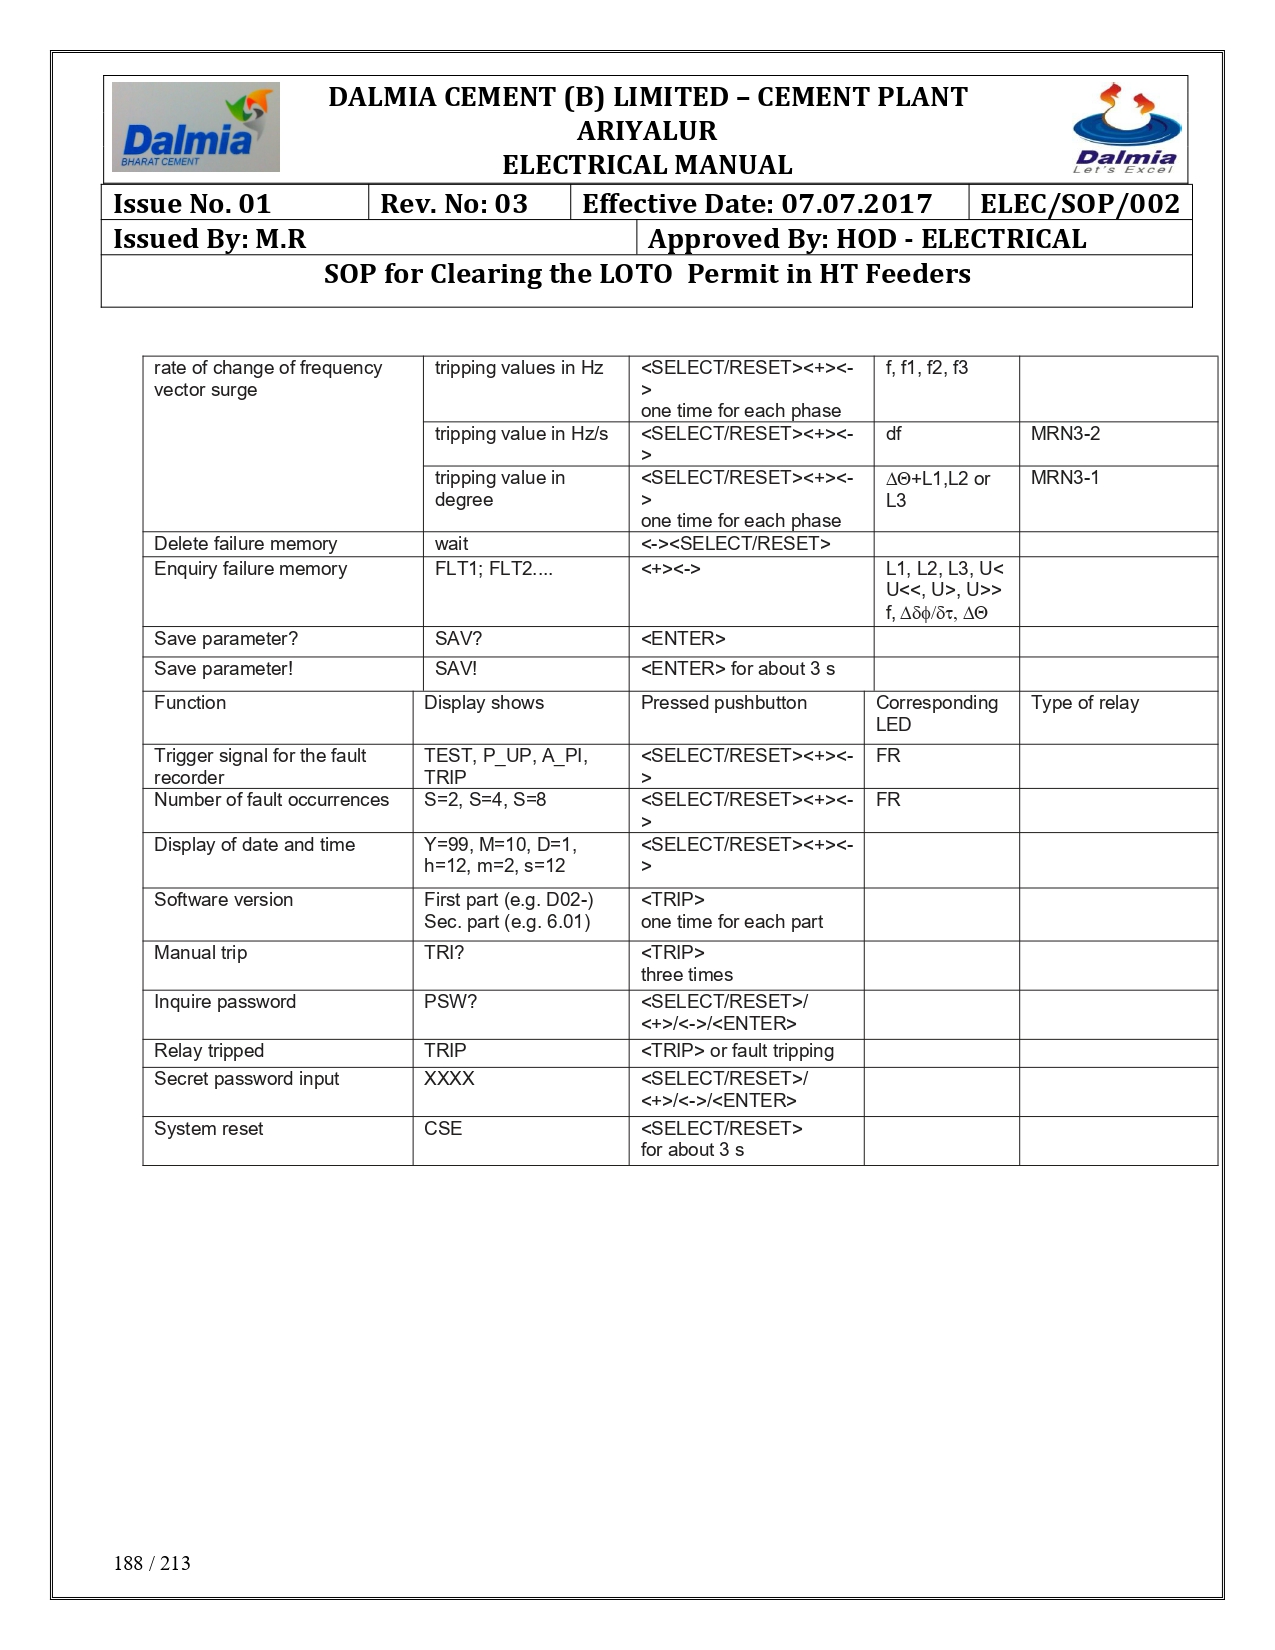 Dalmia
BHARAT CEMENT
DALMIA CEMENT (B) LIMITED – CEMENT PLANT
ARIYALUR
ELECTRICAL MANUAL
Dalmia
Let's Excel
Issue No. 01 Rev. No: 03 Effective Date: 07.07.2017 ELEC/SOP/002
Issued By: M.R Approved By: HOD - ELECTRICAL
SOP for Clearing the LOTO Permit in HT Feeders
rate of change of frequency tripping values in Hz <SELECT/RESET><+><- f, f1, f2, f3
vector surge >
one time for each phase
tripping value in Hz/s <SELECT/RESET><+><- df MRN3-2
>
tripping value in <SELECT/RESET><+><- ΔΘ+L1,L2 or MRN3-1
degree > L3
one time for each phase
Delete failure memory wait <-><SELECT/RESET>
Enquiry failure memory FLT1; FLT2.... <+><-> L1, L2, L3, U<
U<<, U>, U>>
f, Δδϕ/δτ, ΔΘ
Save parameter? SAV? <ENTER>
Save parameter! SAV! <ENTER> for about 3 s
Function Display shows Pressed pushbutton Corresponding Type of relay
LED
Trigger signal for the fault TEST, P_UP, A_PI, <SELECT/RESET><+><- FR
recorder TRIP >
Number of fault occurrences S=2, S=4, S=8 <SELECT/RESET><+><- FR
>
Display of date and time Y=99, M=10, D=1, <SELECT/RESET><+><-
h=12, m=2, s=12 >
Software version First part (e.g. D02-) <TRIP>
Sec. part (e.g. 6.01) one time for each part
Manual trip TRI? <TRIP>
three times
Inquire password PSW? <SELECT/RESET>/
<+>/<->/<ENTER>
Relay tripped TRIP <TRIP> or fault tripping
Secret password input XXXX <SELECT/RESET>/
<+>/<->/<ENTER>
System reset CSE <SELECT/RESET>
for about 3 s
188 / 213